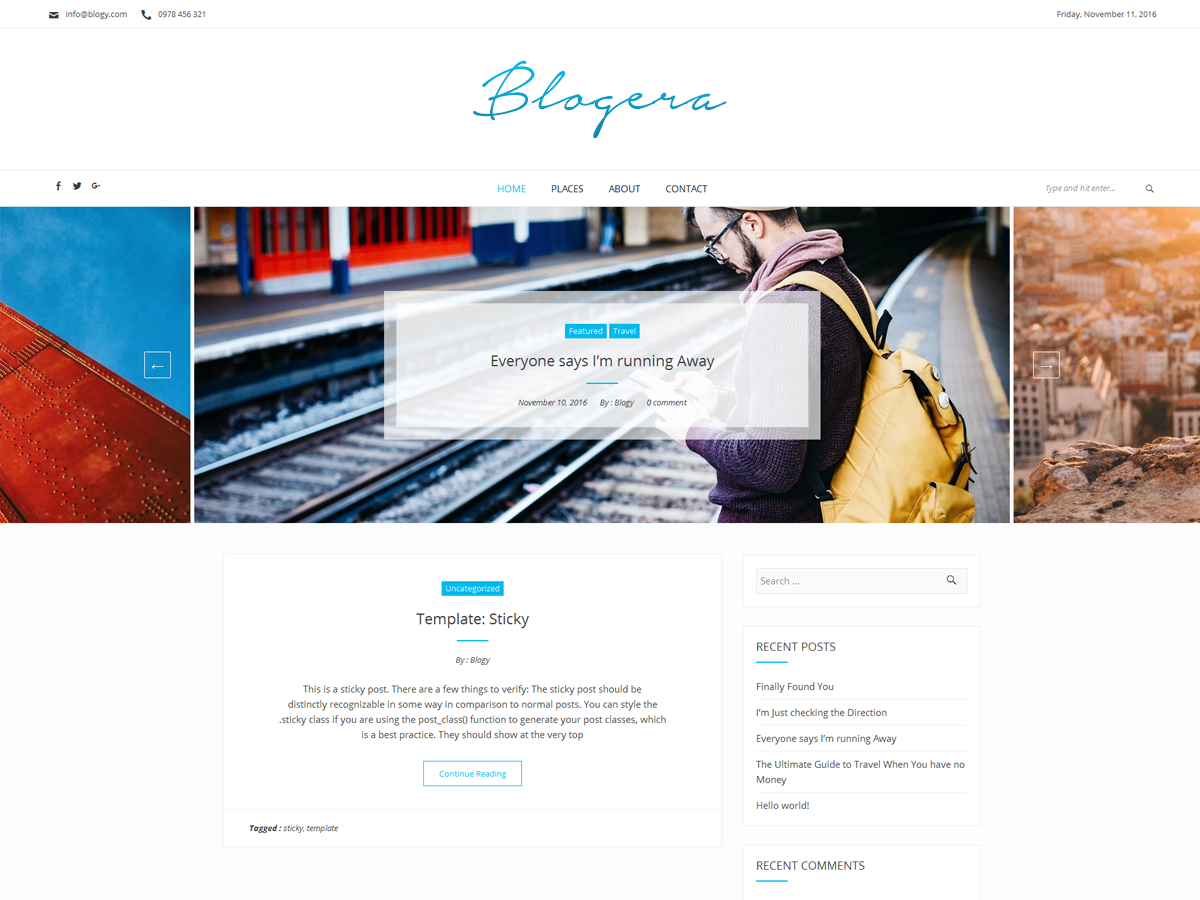 info@blogy.com 0978 456 321 Friday, November 11, 2016
Blogera
HOME PLACES ABOUT CONTACT Type and hit enter...
Featured Travel
Everyone says I'm running Away
November 10, 2016 By : Blogy 0 comment
Uncategorized
Template: Sticky
By : Blogy
This is a sticky post. There are a few things to verify: The sticky post should be
distinctly recognizable in some way in comparison to normal posts. You can style the
.sticky class if you are using the post_class() function to generate your post classes, which
is a best practice. They should show at the very top
Continue Reading
Tagged : sticky, template
Search ...
RECENT POSTS
Finally Found You
I'm Just checking the Direction
Everyone says I'm running Away
The Ultimate Guide to Travel When You have no
Money
Hello world!
RECENT COMMENTS